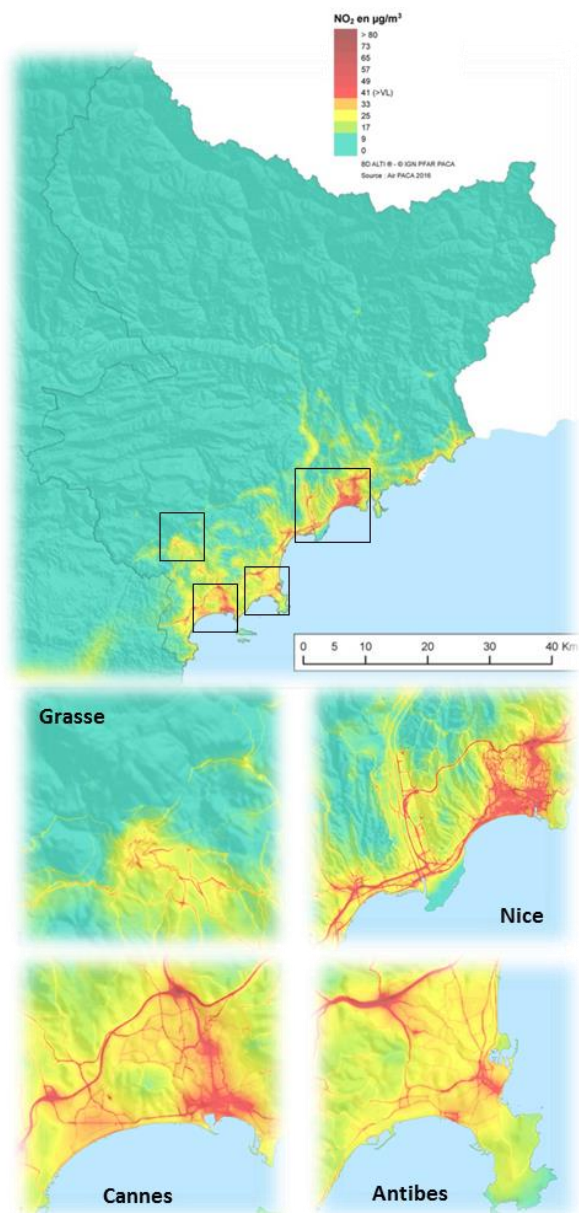 NO₂ en µg/m³
> 80
73
65
57
49
41 (>VL)
33
25
17
9
0
BD ALTI ® - © IGN PFAR PACA
Source : Air PACA 2016
0 5 10 20 30 40 Km
Grasse
Nice
Cannes
Antibes